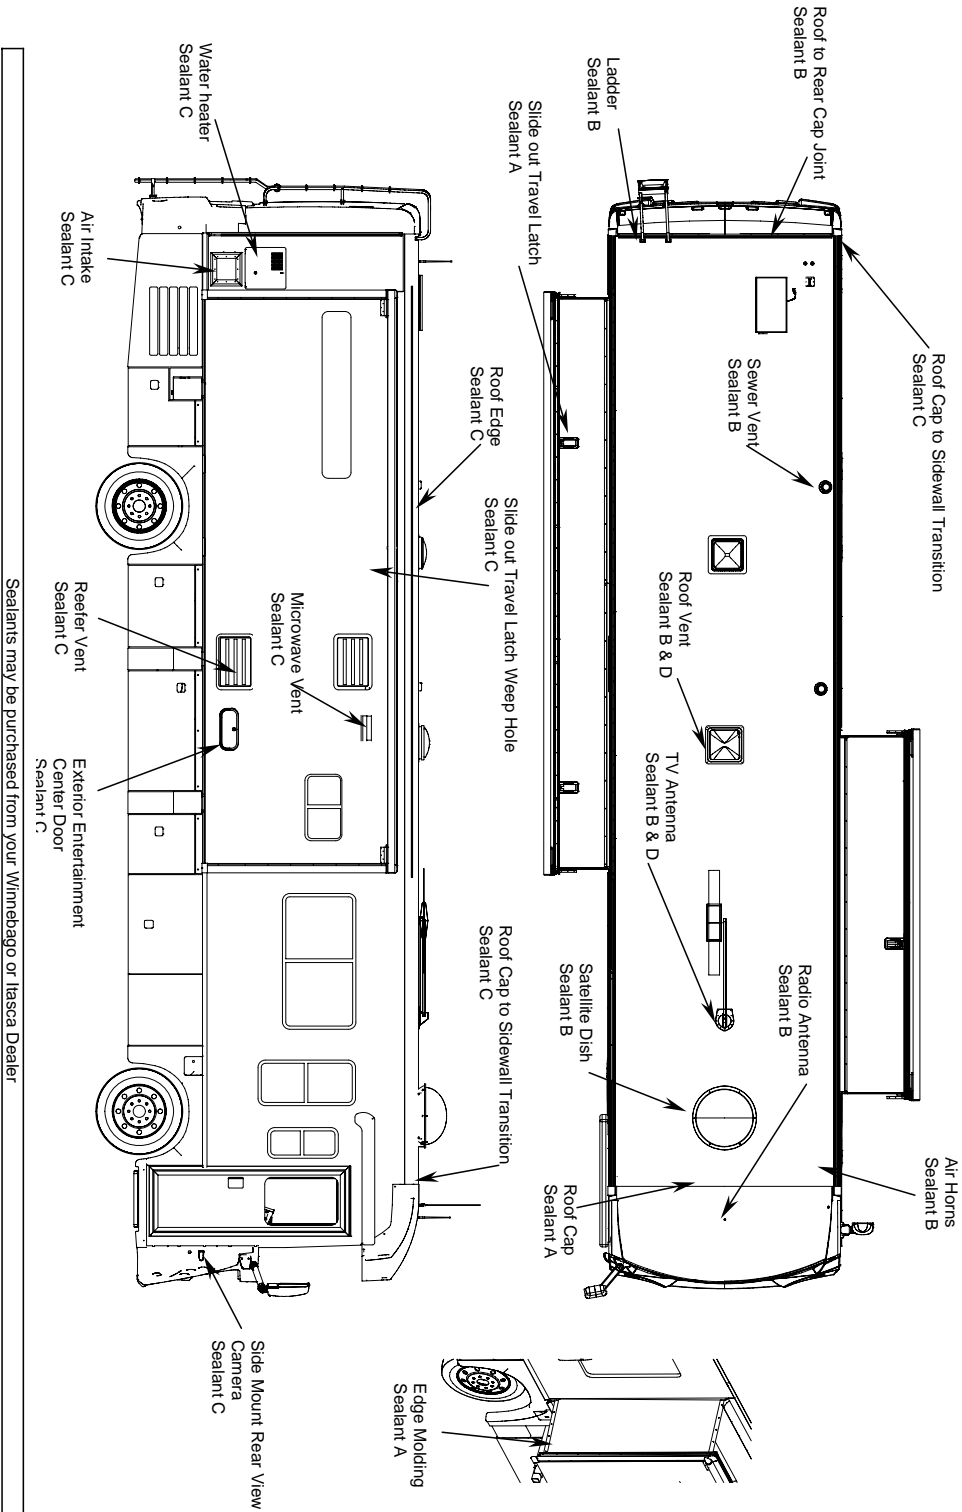 Roof to Rear Cap Joint
Sealant B
Roof Cap to Sidewall Transition
Sealant C
Ladder
Sealant B
Sewer Vent
Sealant B
Slide out Travel Latch
Sealant A
Roof Vent
Sealant B & D
TV Antenna
Sealant B & D
Radio Antenna
Sealant B
Satellite Dish
Sealant B
Air Horns
Sealant B
Roof Cap
Sealant A
Water heater
Sealant C
Air Intake
Sealant C
Roof Edge
Sealant C
Slide out Travel Latch Weep Hole
Sealant C
Microwave Vent
Sealant C
Reefer Vent
Sealant C
Exterior Entertainment
Center Door
Sealant C
Roof Cap to Sidewall Transition
Sealant C
Side Mount Rear View
Camera
Sealant C
Edge Molding
Sealant A
Sealants may be purchased from your Winnebago or Itasca Dealer